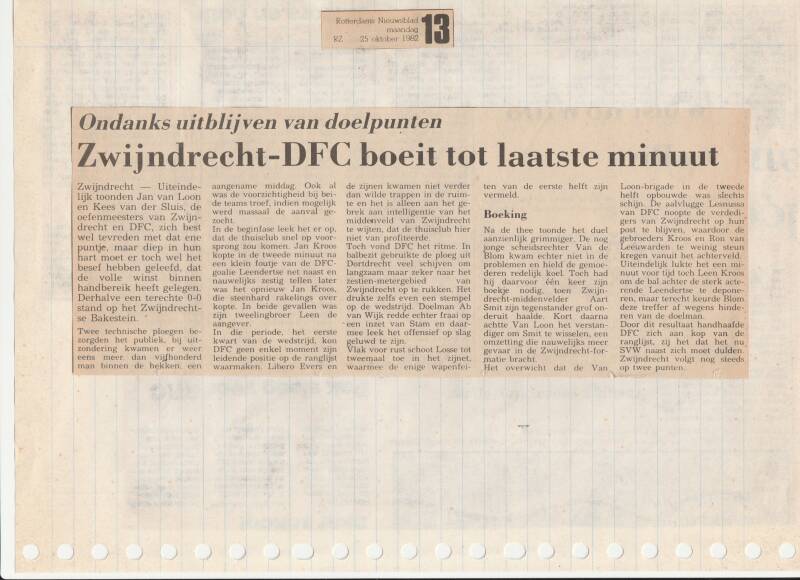 Rotterdams Nieuwsblad
maandag
RZ 25 oktober 1982
13
Ondanks uitblijven van doelpunten
Zwijndrecht-DFC boeit tot laatste minuut
Zwijndrecht — Uiteinde-
lijk toonden Jan van Loon
en Kees van der Sluis, de
oefenmeesters van Zwijn-
drecht en DFC, zich best
wel tevreden met dat ene
puntje, maar diep in hun
hart moet er toch wel het
besef hebben geleefd, dat
de volle winst binnen
handbereik heeft gelegen.
Derhalve een terechte 0-0
stand op het Zwijndrecht-
se Bakestein.
Twee technische ploegen be-
zorgden het publiek, bij uit-
zondering kwamen er weer
eens meer dan vijfhonderd
man binnen de hekken, een
aangename middag. Ook al
was de voorzichtigheid bij bei-
de teams troef, indien mogelijk
werd massaal de aanval ge-
zocht.
In de beginfase leek het er op,
dat de thuisclub snel op voor-
sprong zou komen. Jan Kroos
kopte in de tweede minuto na
een klein foutje van de DFC-
goalie Leendertse net naast en
nauwelijks zestig tellen later
was het opnieuw Jan Kroos,
die steenhard rakelings over
kopte. In beide gevallen was
zijn tweelingbroer Leen de
aangever.
In die periode, het eerste
kwart van de wedstrijd, kon
DFC geen enkel moment zijn
leidende positie op de ranglijst
waarmaken. Libero Evers en
de zijnen kwamen niet verder
dan wilde trappen in de ruim-
te en het is alleen aan het ge-
brek aan intelligentie van het
middenveld van Zwijndrecht
te wijten, dat de thuisclub hier
niet van profiteerde.
Toch vond DFC het ritme. In
balbezit gebruikte de ploeg uit
Dortdrecht veel schijven om
langzaam maar zeker naar het
zestien-metergebied van
Zwijndrecht op te rukken. Het
drukte zelfs even een stempel
op de wedstrijd. Doelman Ab
van Wijk redde echter fraai op
een inzet van Stam en daar-
mee leek het offensief op slag
geluwd te zijn.
Vlak voor rust schoot Losse tot
tweemaal toe in het zijnet,
waarmee de enige wapenfei-
ten van de eerste helft zijn
vermeld.
Boeking
Na de thee toonde het duel
aanzienlijk grimmiger. De nog
jonge scheidsrechter Van de
Blom kwam echter niet in de
problemen en hield de gemoe-
deren redelijk koel. Toch had
hij daarvoor één keer zijn
boekje nodig, toen Zwijn-
drecht-middenvelder Aart
Smit zijn tegenstander grof on-
deruit haalde. Kort daarna
achtte Van Loon het verstan-
diger om Smit te wisselen, een
omzetting die nauwelijks meer
gevaar in de Zwijndrecht-for-
matie bracht.
Het overwicht dat de Van
Loon-brigade in de tweede
helft opbouwde was slechts
schijn. De aalvlugge Lesnussa
van DFC noopte de verdedi-
gers van Zwijndrecht op hun
post te blijven, waardoor de
gebroeders Kroos en Ron van
Leeuwarden te weinig steun
kregen vanuit het achterveld.
Uiteindelijk lukte het een mi-
nuut voor tijd toch Leen Kroos
om de bal achter de sterk acte-
rende Leendertse te depone-
ren, maar terecht keurde Blom
deze treffer af wegens hinde-
ren van de doelman.
Door dit resultaat handhaafde
DFC zich aan kop van de
ranglijst, zij het dat het nu
SVW naast zich moet dulden.
Zwijndrecht volgt nog steeds
op twee punten.